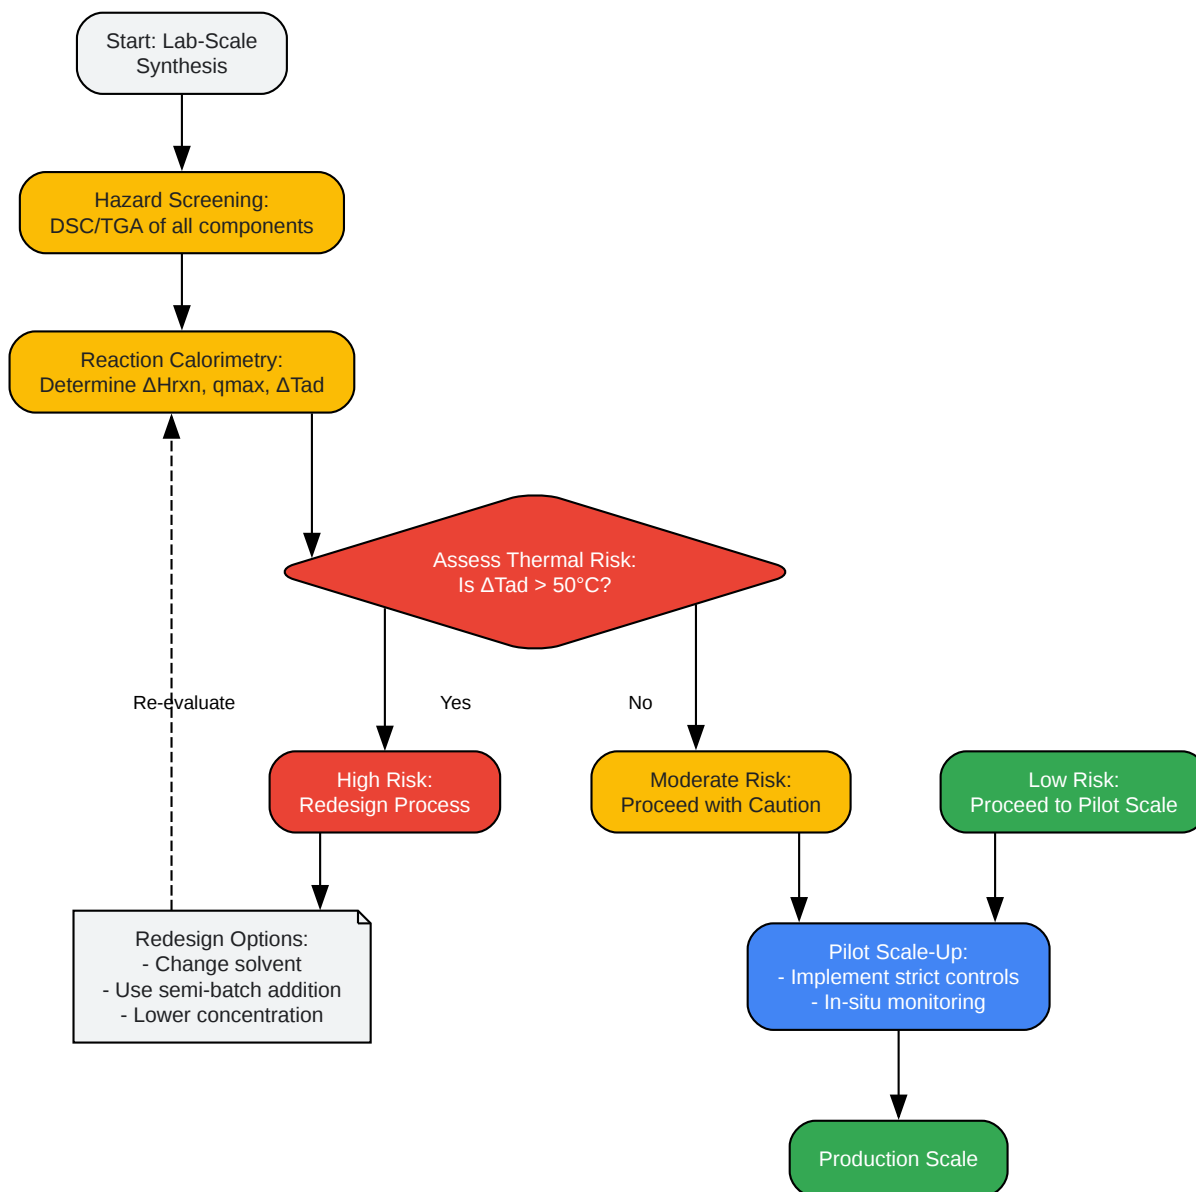 Start: Lab-Scale
Synthesis
Hazard Screening:
DSC/TGA of all components
Reaction Calorimetry:
Determine ΔHrxn, qmax, ΔTad
Assess Thermal Risk:
Is ΔTad > 50°C?
Re-evaluate
Yes
No
High Risk:
Redesign Process
Moderate Risk:
Proceed with Caution
Low Risk:
Proceed to Pilot Scale
Redesign Options:
- Change solvent
- Use semi-batch addition
- Lower concentration
Pilot Scale-Up:
- Implement strict controls
- In-situ monitoring
Production Scale